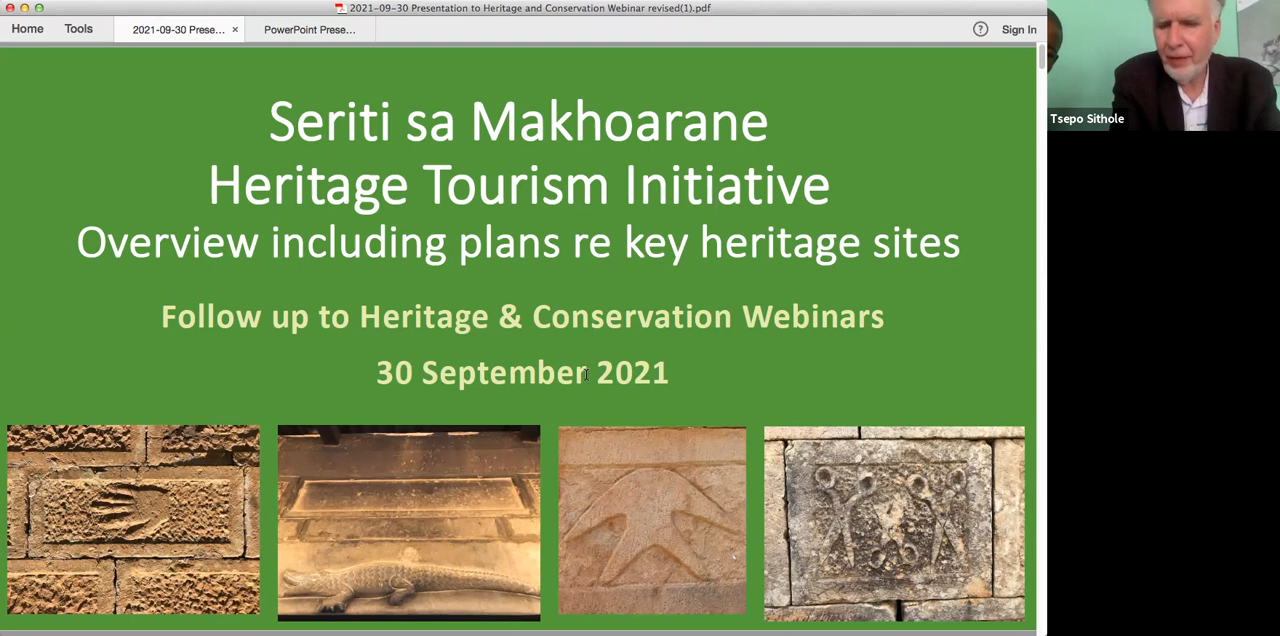 2021-09-30 Presentation to Heritage and Conservation Webinar revised(1).pdf
Home Tools 2021-09-30 Prese... × PowerPoint Prese... ? Sign In
Seriti sa Makhoarane
Heritage Tourism Initiative
Overview including plans re key heritage sites
Follow up to Heritage & Conservation Webinars
30 September 2021
Tsepo Sithole